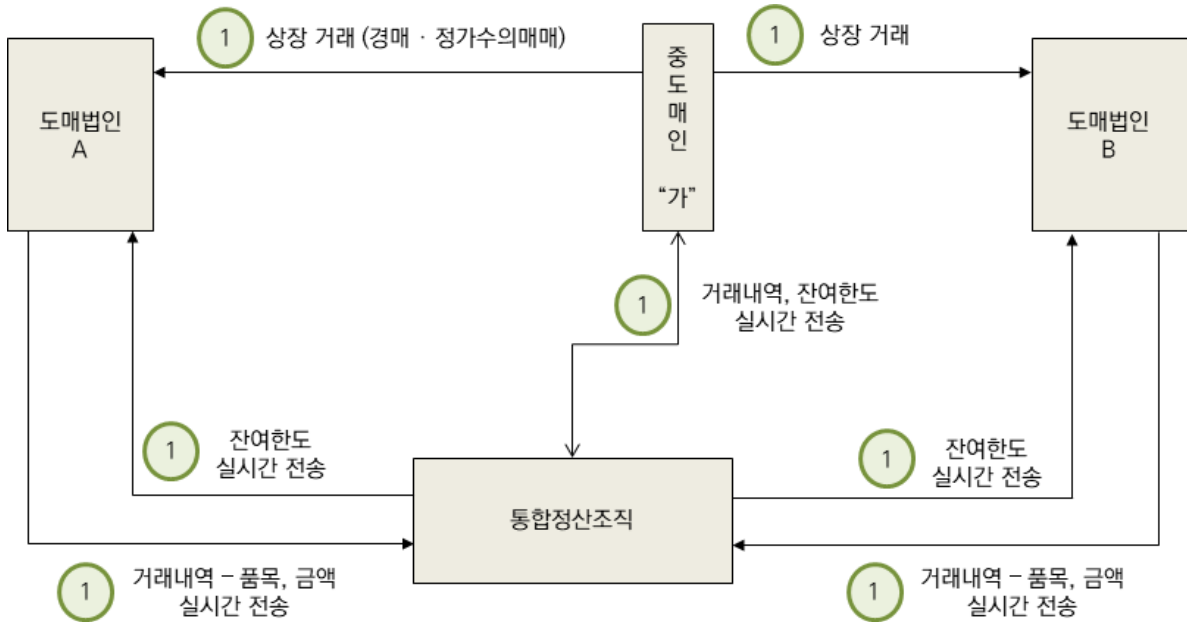 1 상장 거래 (경매 · 정가수의매매)
1 상장 거래
중
도
매
인
“가”
도매법인
A
도매법인
B
1 거래내역, 잔여한도
실시간 전송
1 잔여한도
실시간 전송
1 잔여한도
실시간 전송
통합정산조직
1 거래내역 – 품목, 금액
실시간 전송
1 거래내역 – 품목, 금액
실시간 전송